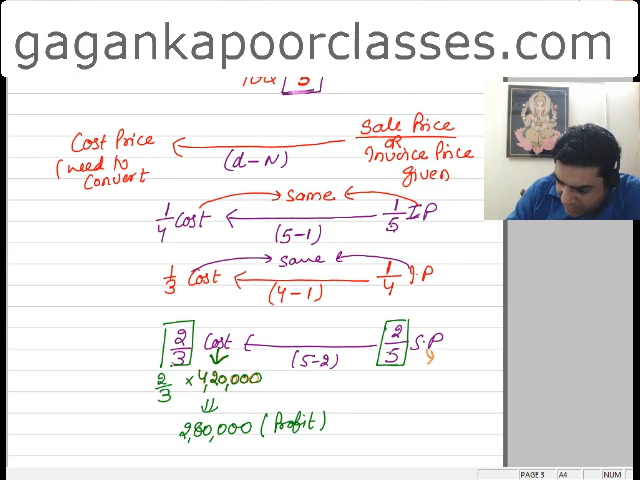 gagankapoorclasses.com
Total 5
Cost Price
(need to
convert
(d-N)
Sale Price
or
Invoice Price
given
1/4 Cost
same
(5-1)
1/5 I P
1/3 Cost
same
(4-1)
1/4 I.P
2/3 Cost
(5-2)
2/5 S.P
2/3 × 4,20,000
2,80,000 (Profit)
PAGE 3 A4 NUM